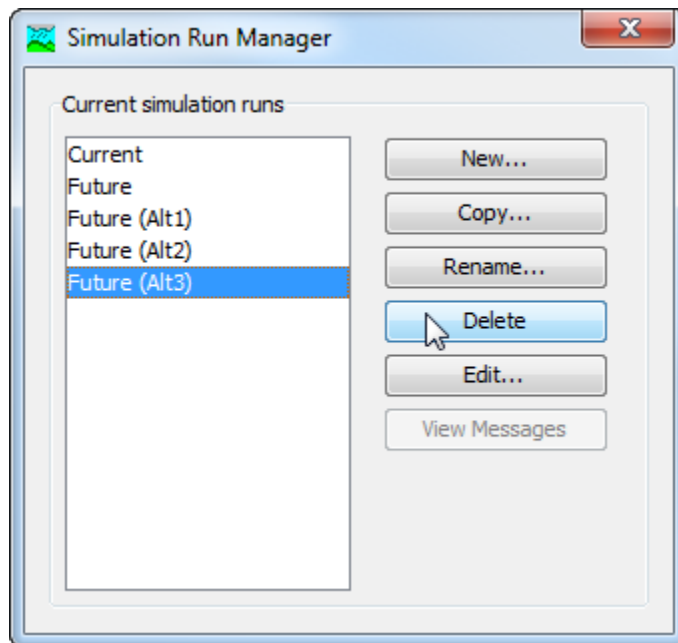 Simulation Run Manager
Current simulation runs
Current
Future
Future (Alt1)
Future (Alt2)
Future (Alt3)
New...
Copy...
Rename...
Delete
Edit...
View Messages